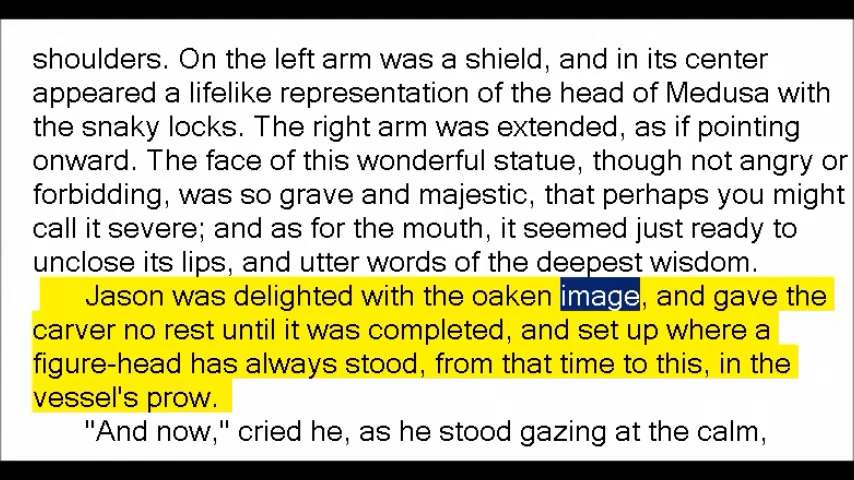 shoulders. On the left arm was a shield, and in its center
appeared a lifelike representation of the head of Medusa with
the snaky locks. The right arm was extended, as if pointing
onward. The face of this wonderful statue, though not angry or
forbidding, was so grave and majestic, that perhaps you might
call it severe; and as for the mouth, it seemed just ready to
unclose its lips, and utter words of the deepest wisdom.
Jason was delighted with the oaken image, and gave the
carver no rest until it was completed, and set up where a
figure-head has always stood, from that time to this, in the
vessel's prow.
"And now," cried he, as he stood gazing at the calm,